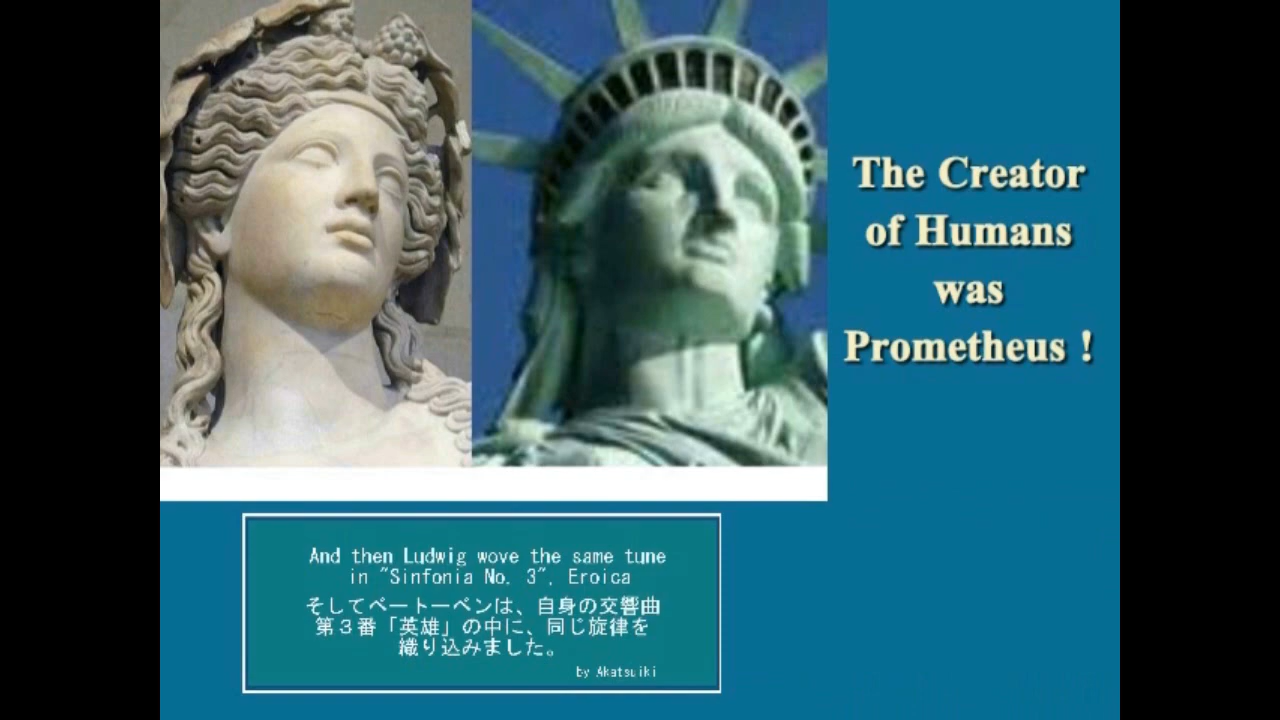 The Creator
of Humans
was
Prometheus !
And then Ludwig wove the same tune
in "Sinfonia No. 3", Eroica
そしてベートーベンは、自身の交響曲
第３番「英雄」の中に、同じ旋律を
織り込みました。
by Akatsuiki